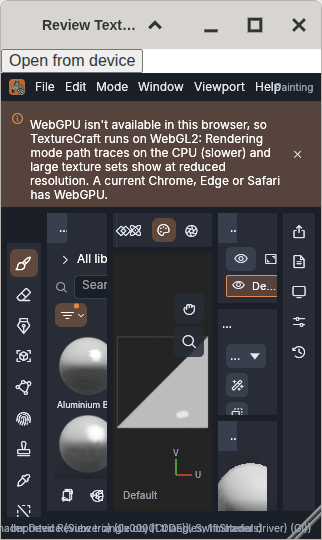 Review Text...
Open from device
File Edit Mode Window Viewport Help
Painting
WebGPU isn't available in this browser, so
TextureCraft runs on WebGL2: Rendering
mode path traces on the CPU (slower) and
large texture sets show at reduced
resolution. A current Chrome, Edge or Safari
has WebGPU.
All lib
Sear
De...
Aluminium B
V
U
Default